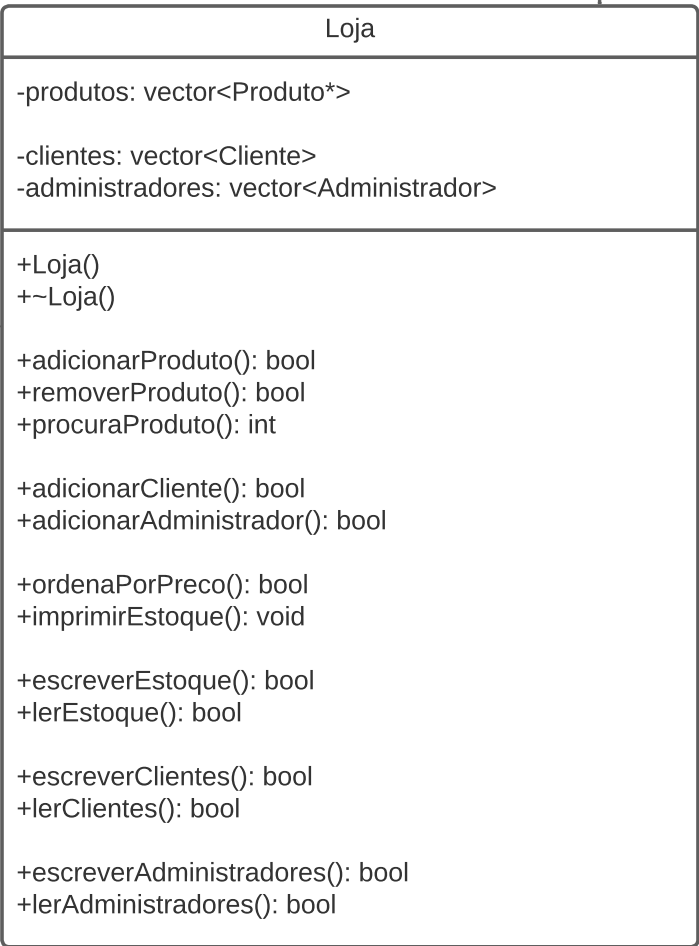 Loja
-produtos: vector<Produto*>
-clientes: vector<Cliente>
-administradores: vector<Administrador>
+Loja()
+~Loja()
+adicionarProduto(): bool
+removerProduto(): bool
+procuraProduto(): int
+adicionarCliente(): bool
+adicionarAdministrador(): bool
+ordenaPorPreco(): bool
+imprimirEstoque(): void
+escreverEstoque(): bool
+lerEstoque(): bool
+escreverClientes(): bool
+lerClientes(): bool
+escreverAdministradores(): bool
+lerAdministradores(): bool